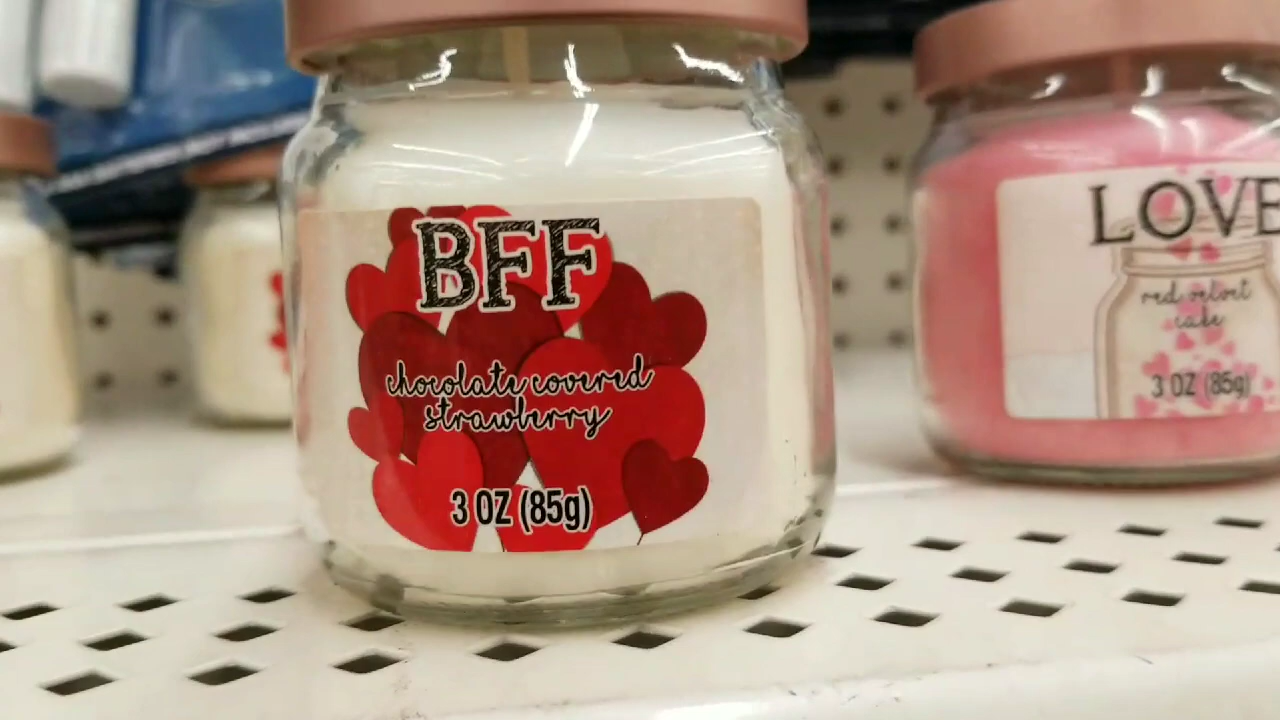 BFF
chocolate covered
strawberry
3 OZ (85g)
LOVE
red velvet
cake
3 OZ (85g)